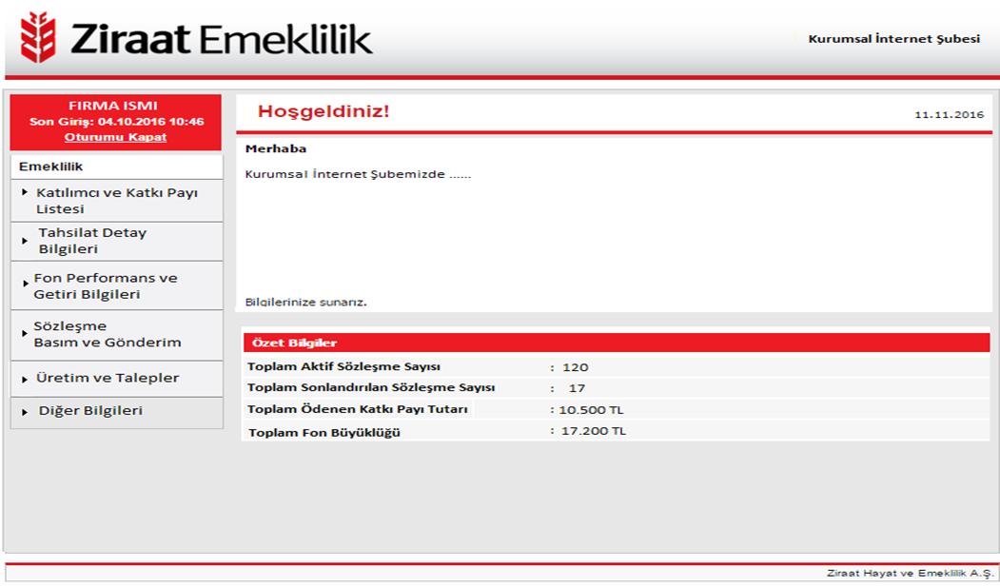 Ziraat Emeklilik
Kurumsal İnternet Şubesi
FIRMA ISMI
Son Giriş: 04.10.2016 10:46
Oturumu Kapat
Hoşgeldiniz!
11.11.2016
Emeklilik
Katılımcı ve Katkı Payı
Listesi
Tahsilat Detay
Bilgileri
Fon Performans ve
Getiri Bilgileri
Sözleşme
Basım ve Gönderim
Üretim ve Talepler
Diğer Bilgileri
Merhaba
Kurumsal İnternet Şubemizde ......
Bilgilerinize sunarız.
Özet Bilgiler
Toplam Aktif Sözleşme Sayısı : 120
Toplam Sonlandırılan Sözleşme Sayısı : 17
Toplam Ödenen Katkı Payı Tutarı : 10.500 TL
Toplam Fon Büyüklüğü : 17.200 TL
Ziraat Hayat ve Emeklilik A.Ş.